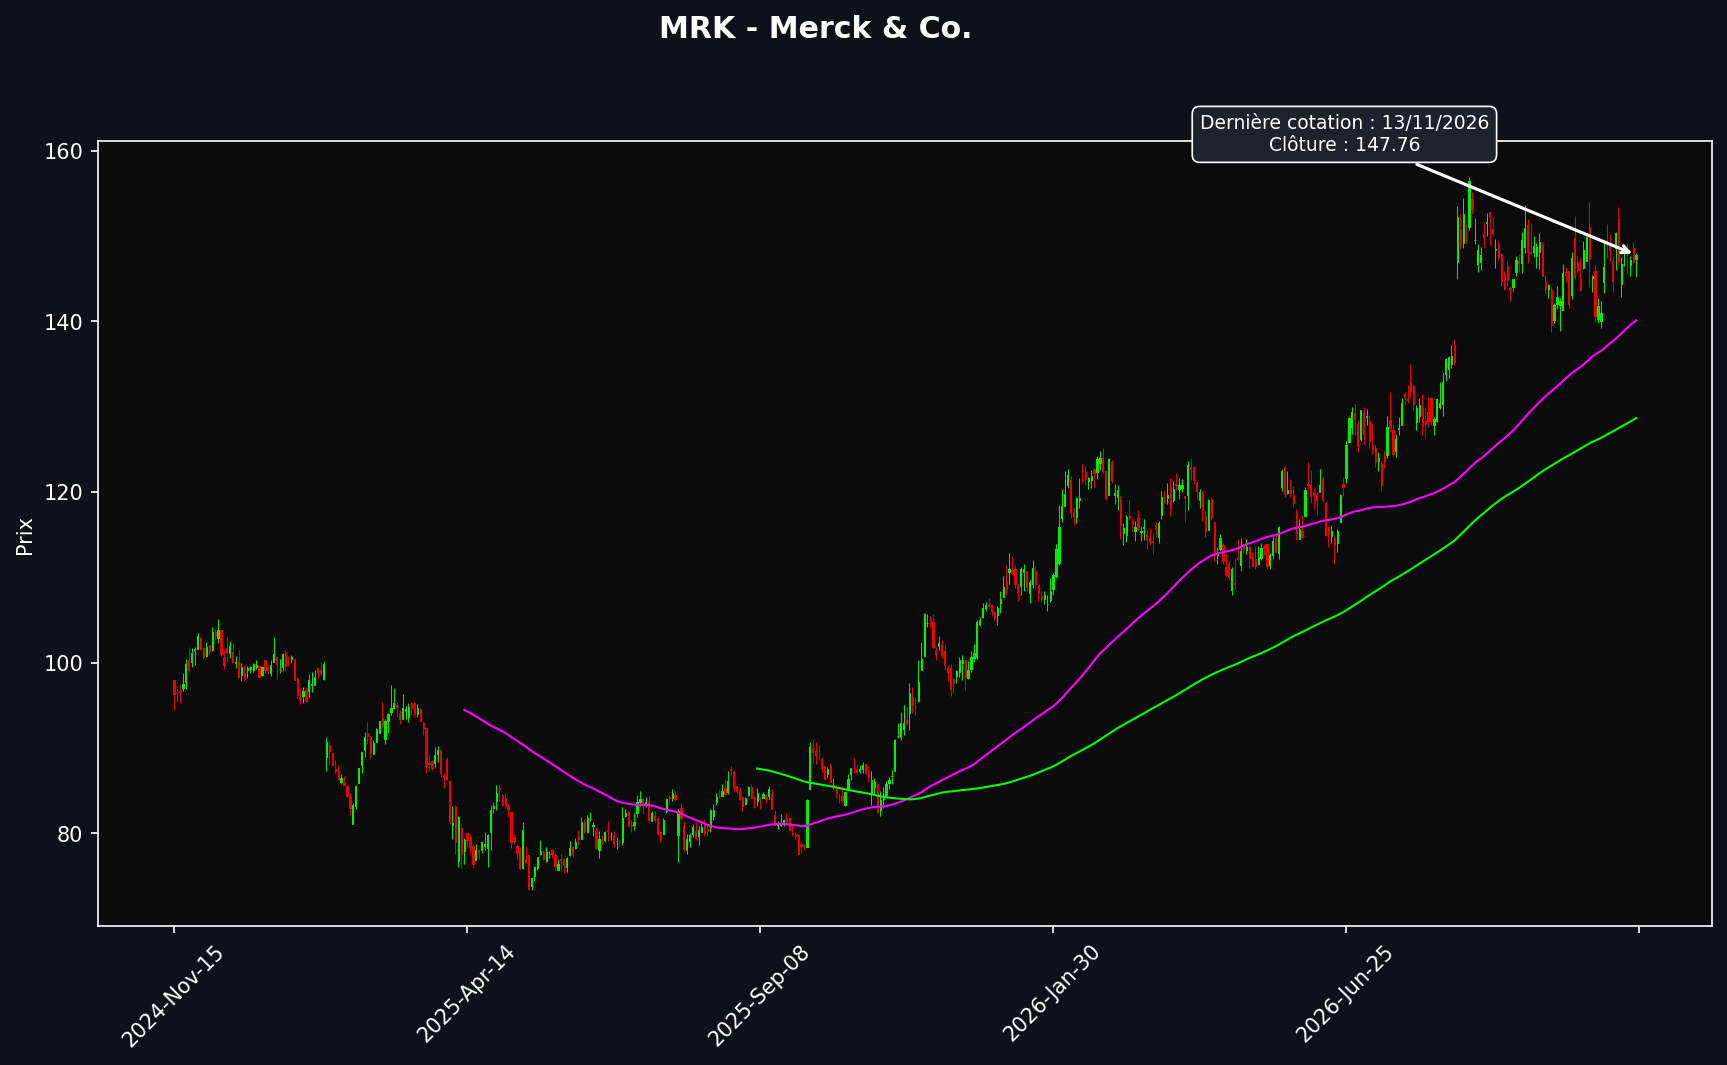 MRK - Merck & Co.
Dernière cotation : 13/11/2026
Clôture : 147.76
160
140
120
100
80
Prix
2024-Nov-15
2025-Apr-14
2025-Sep-08
2026-Jan-30
2026-Jun-25